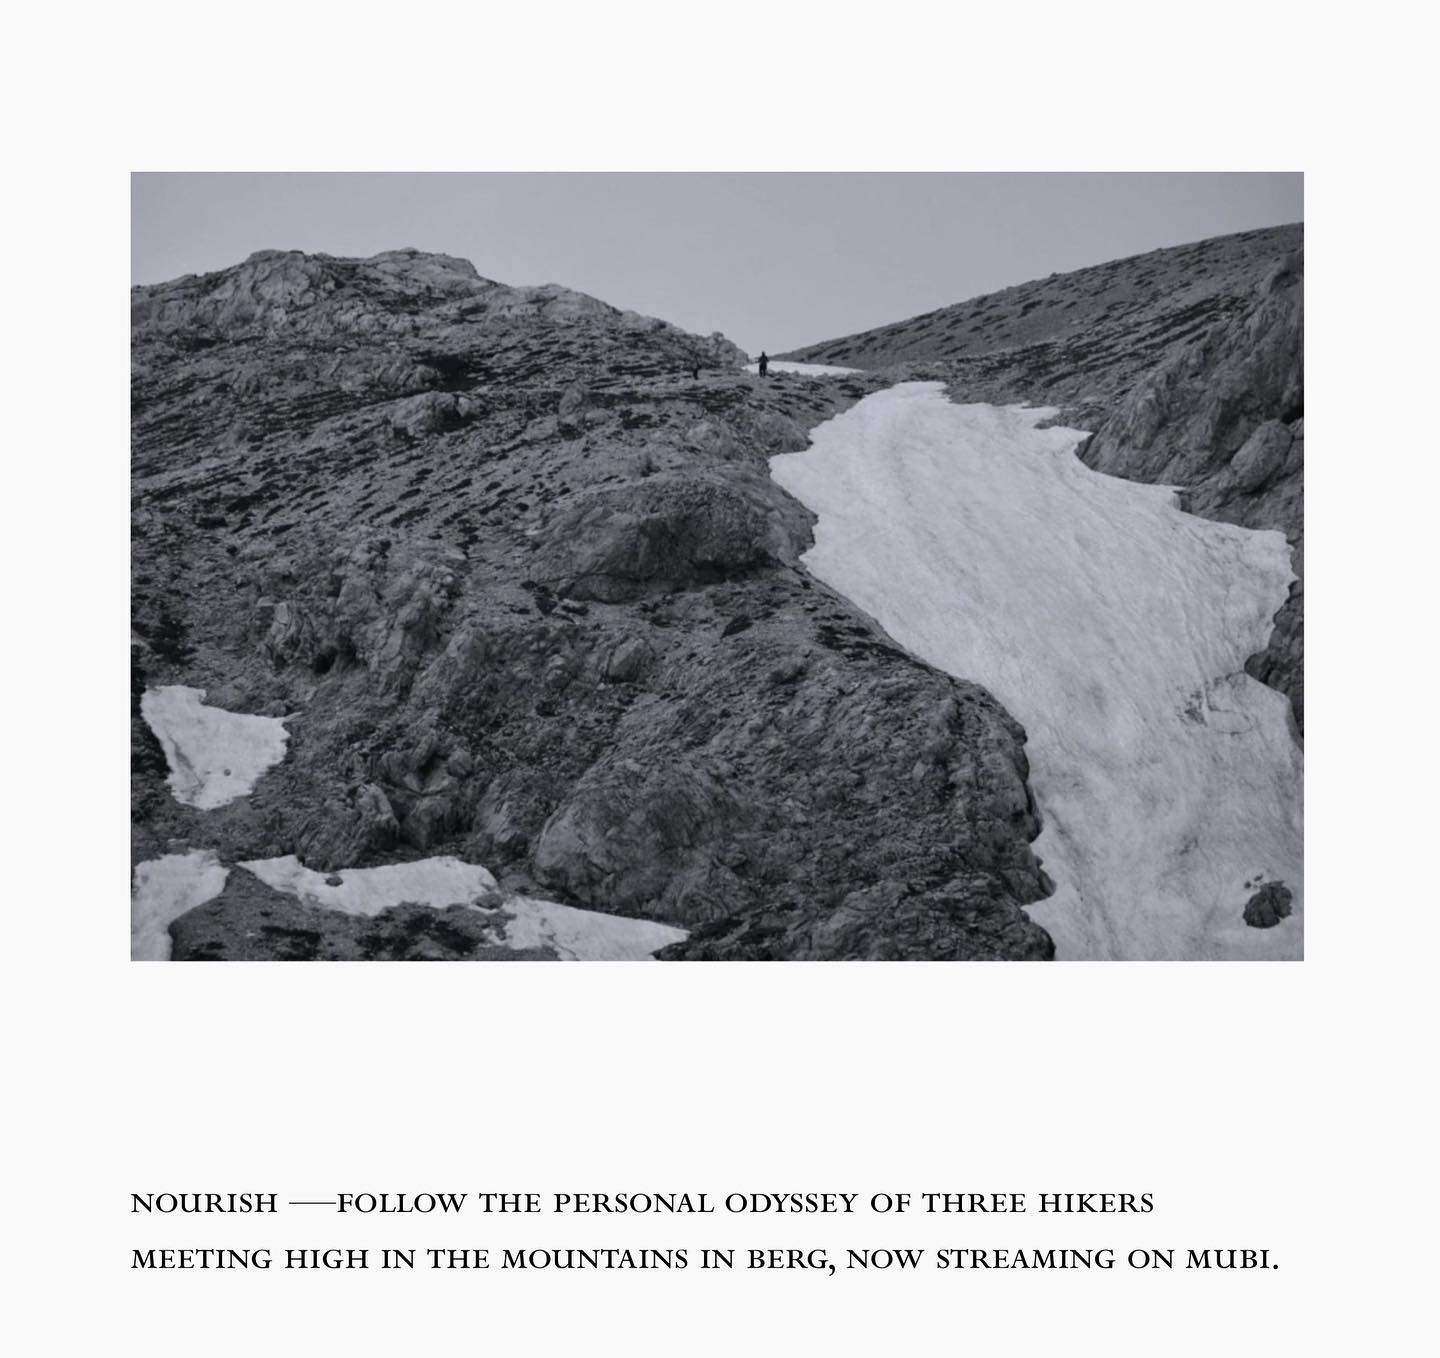 NOURISH —FOLLOW THE PERSONAL ODYSSEY OF THREE HIKERS
MEETING HIGH IN THE MOUNTAINS IN BERG, NOW STREAMING ON MUBI.